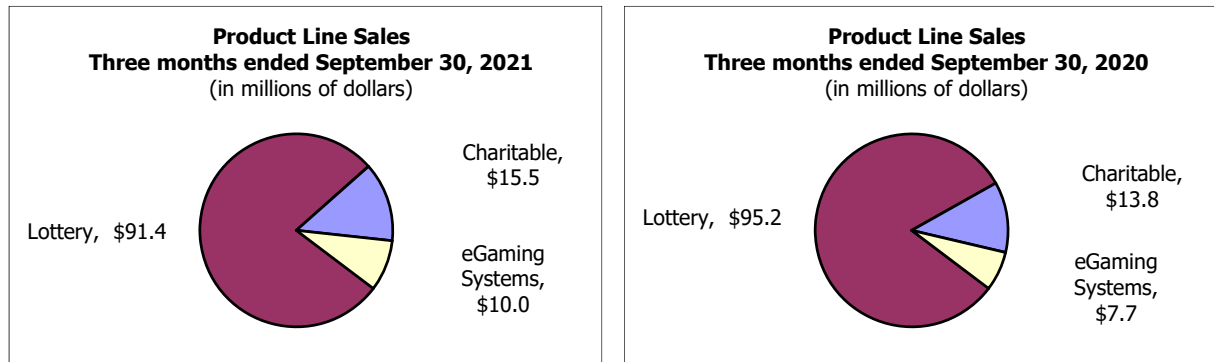 Product Line Sales
Three months ended September 30, 2021
(in millions of dollars)
Charitable,
$15.5
Lottery, $91.4
eGaming
Systems,
$10.0
Product Line Sales
Three months ended September 30, 2020
(in millions of dollars)
Charitable,
$13.8
Lottery, $95.2
eGaming
Systems,
$7.7